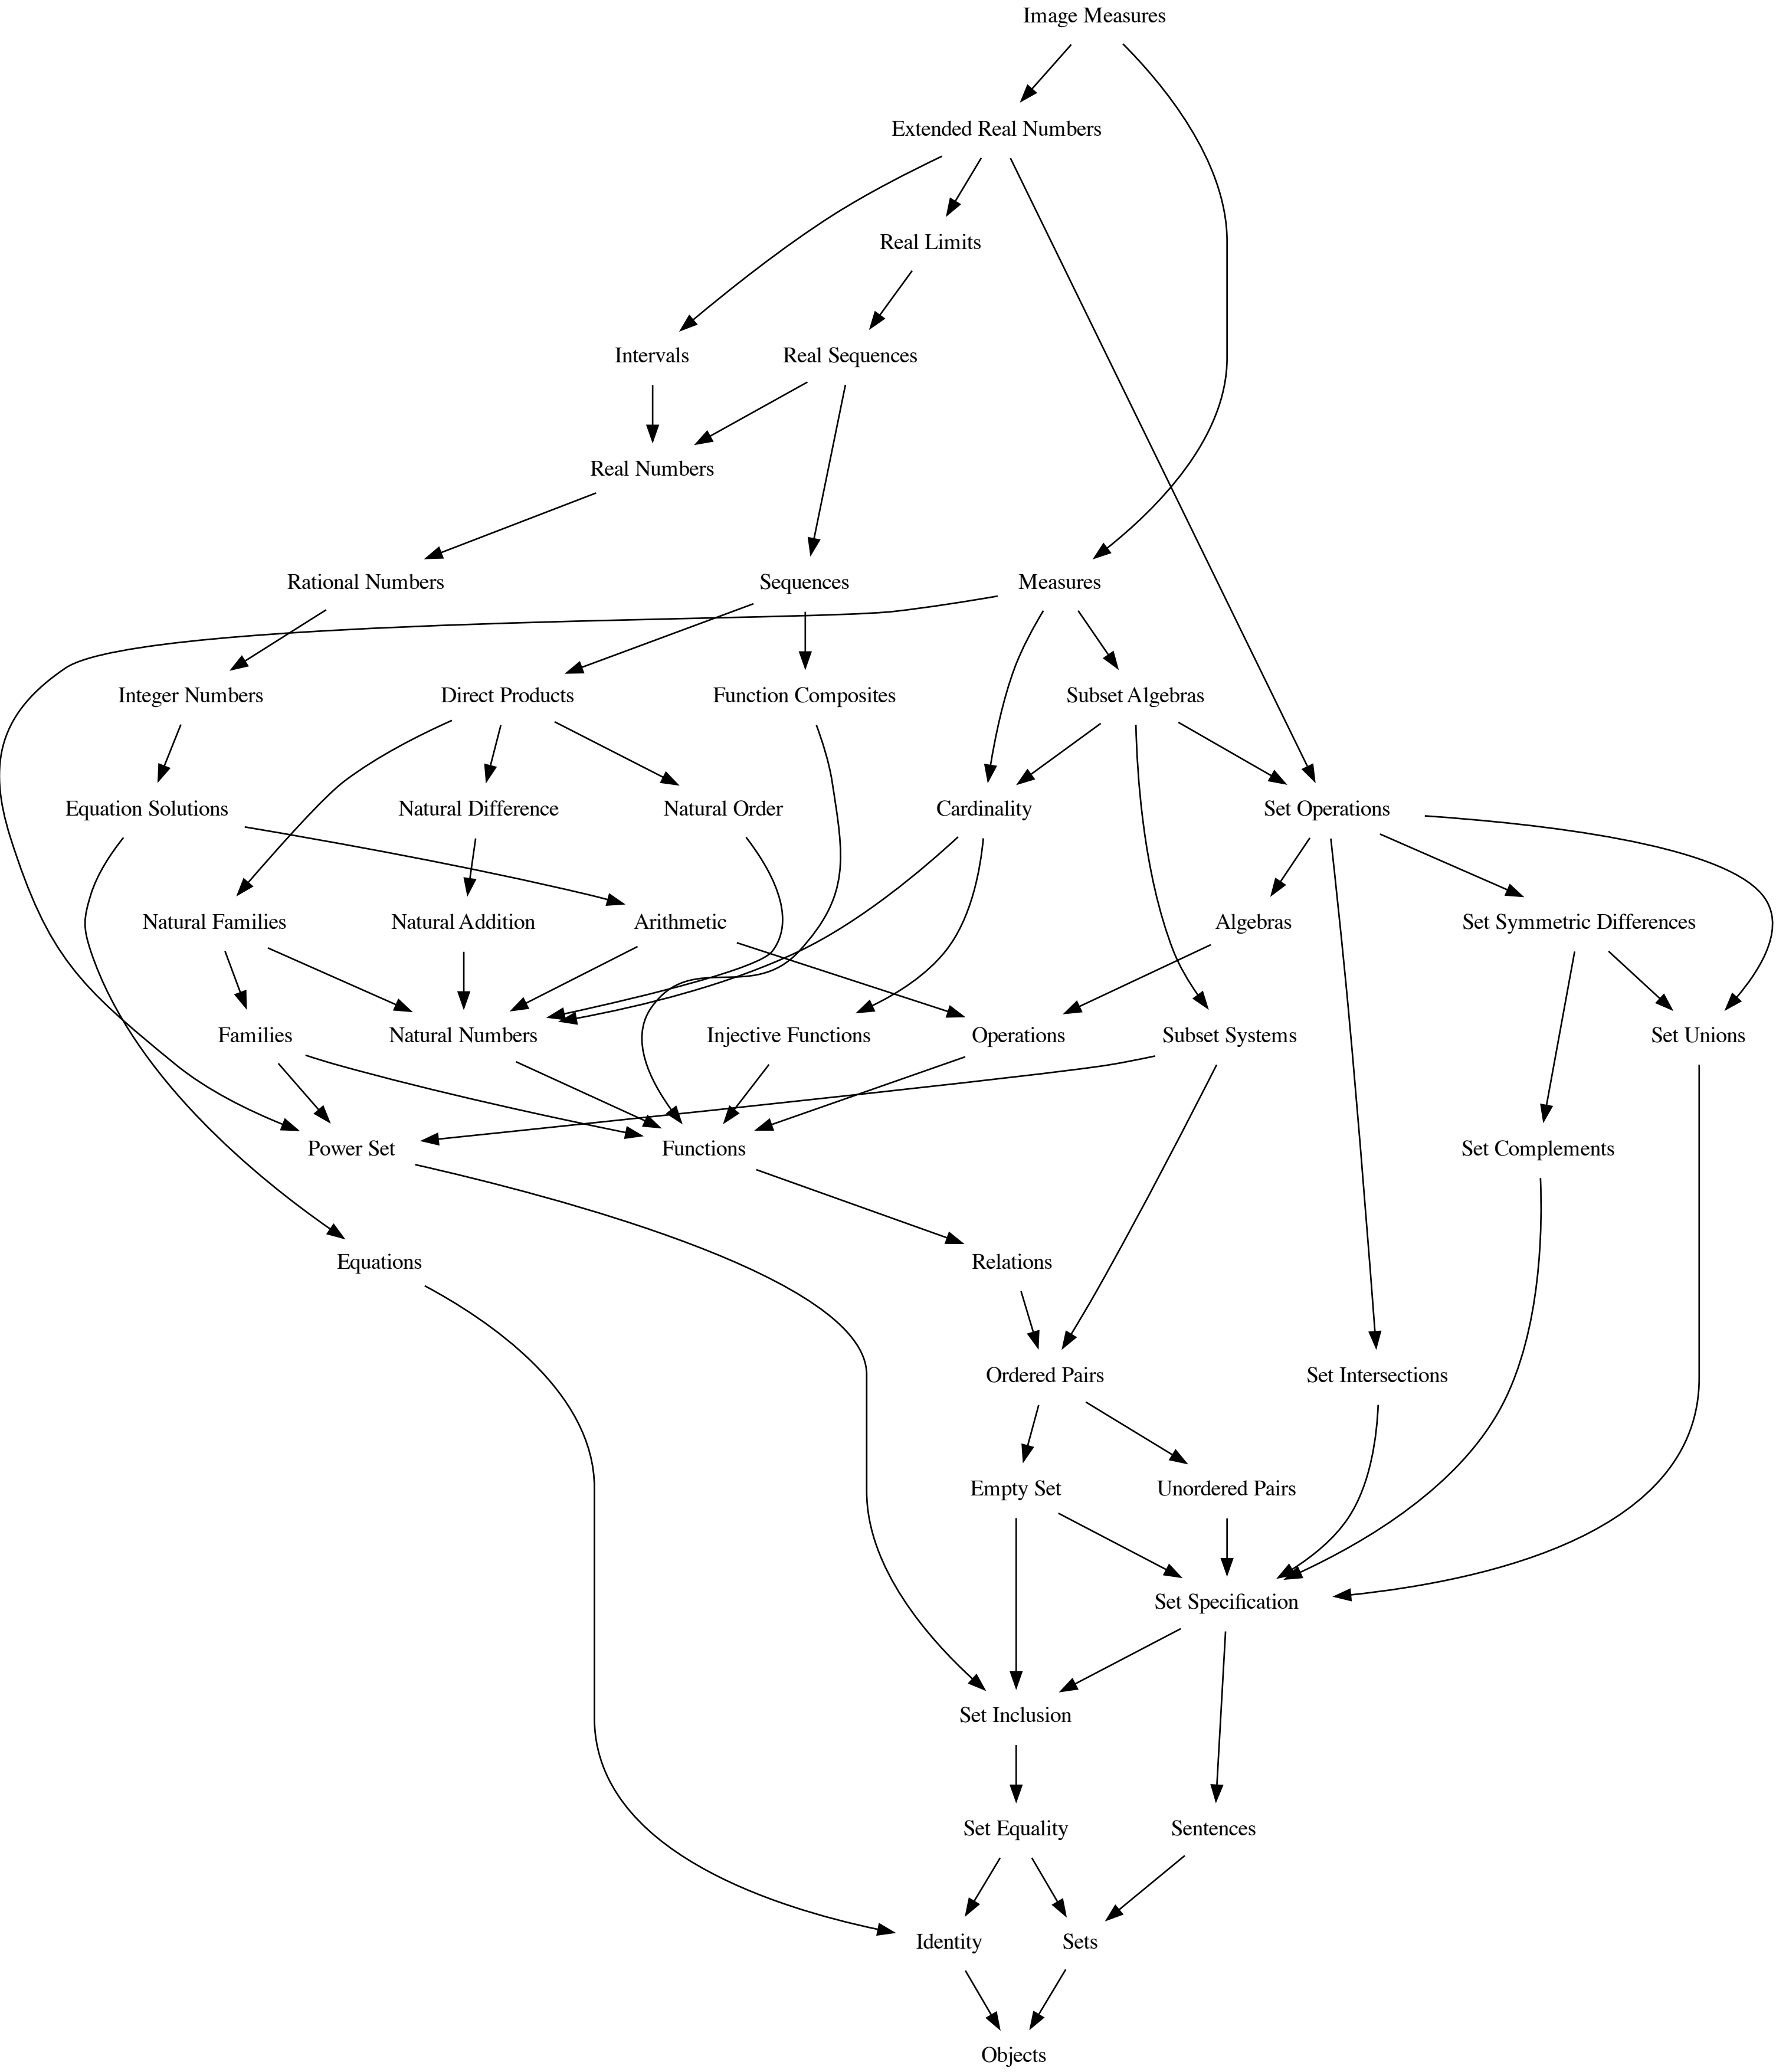 Image Measures
Extended Real Numbers
Real Limits
Intervals
Real Sequences
Real Numbers
Rational Numbers
Sequences
Measures
Integer Numbers
Direct Products
Function Composites
Subset Algebras
Equation Solutions
Natural Difference
Natural Order
Cardinality
Set Operations
Natural Families
Natural Addition
Arithmetic
Algebras
Set Symmetric Differences
Families
Natural Numbers
Injective Functions
Operations
Subset Systems
Set Unions
Power Set
Functions
Set Complements
Equations
Relations
Ordered Pairs
Set Intersections
Empty Set
Unordered Pairs
Set Specification
Set Inclusion
Set Equality
Sentences
Identity
Sets
Objects